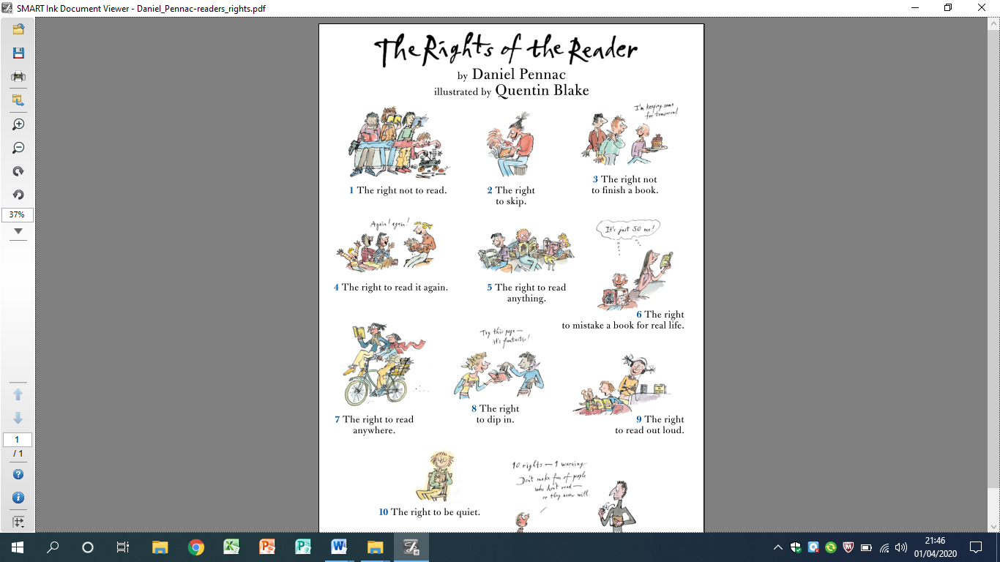 SMART Ink Document Viewer - Daniel_Pennac-readers_rights.pdf
37%
1
/ 1
The Rights of the Reader
by Daniel Pennac
illustrated by Quentin Blake
1 The right not to read.
2 The right
to skip.
I'm keeping some
for tomorrow!
3 The right not
to finish a book.
Again! again!
4 The right to read it again.
5 The right to read
anything.
It's just SO me!
6 The right
to mistake a book for real life.
7 The right to read
anywhere.
Try this page—
it's fantastic!
8 The right
to dip in.
9 The right
to read out loud.
10 The right to be quiet.
10 rights — 1 warning
Don't make fun of people
who don't read—
or they never will.
21:46
01/04/2020